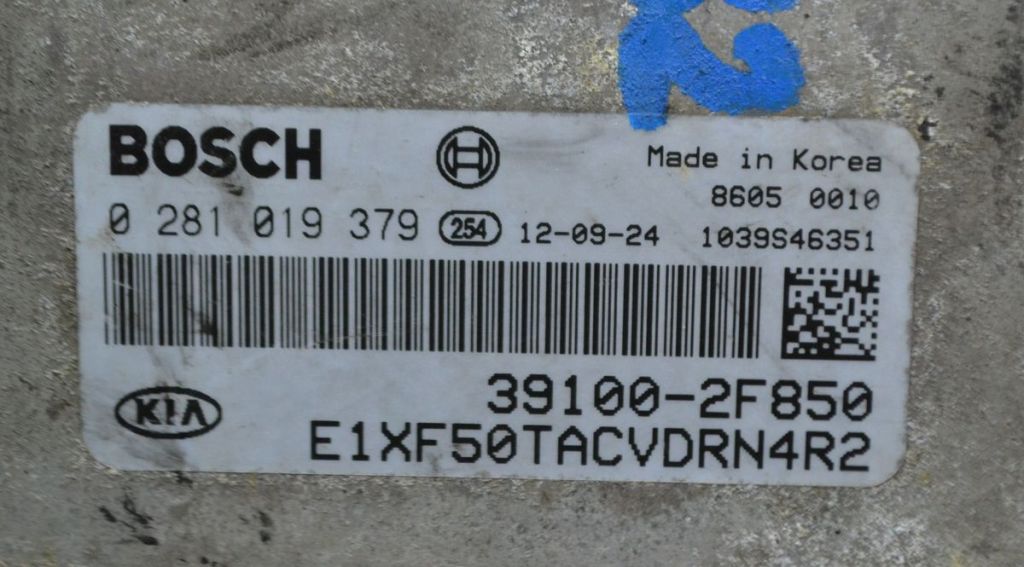 BOSCH
Made in Korea
8605 0010
0 281 019 379 254 12-09-24 1039S46351
39100-2F850
KIA
E1XF50TACVDRN4R2